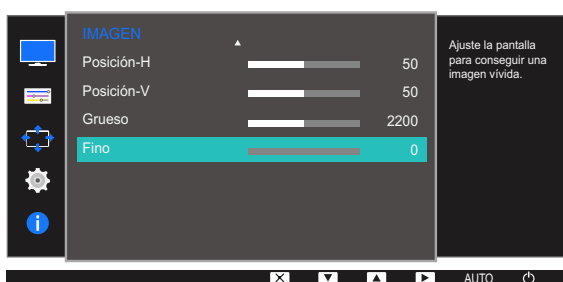 IMAGEN
Posición-H 50
Posición-V 50
Grueso 2200
Fino 0
Ajuste la pantalla
para conseguir una
imagen vívida.
AUTO